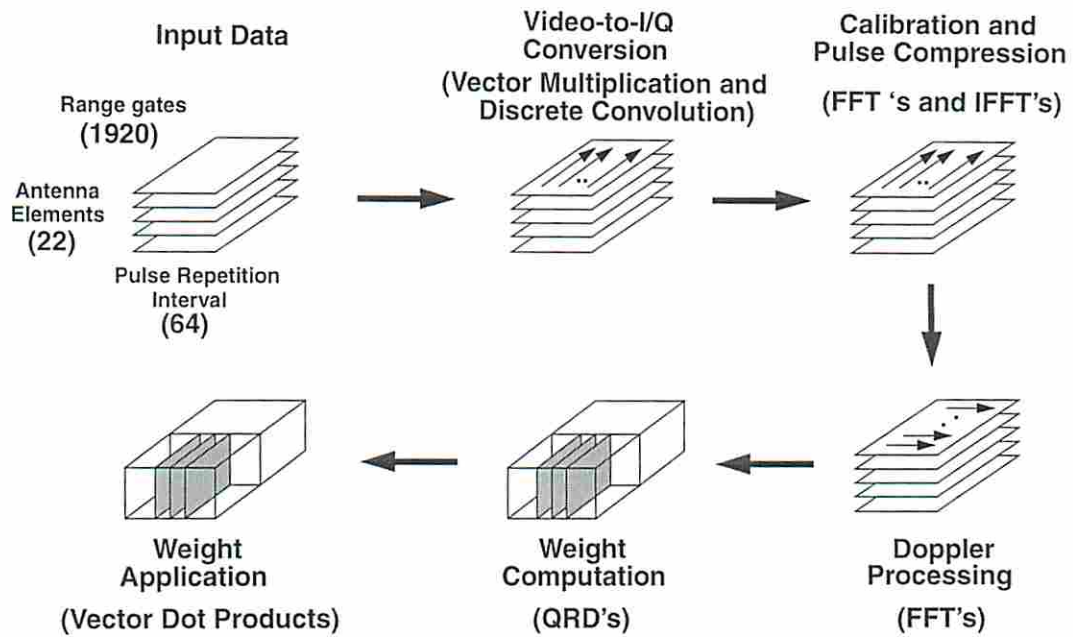 Input Data
Range gates
(1920)
Antenna
Elements
(22)
Pulse Repetition
Interval
(64)
Video-to-I/Q
Conversion
(Vector Multiplication and
Discrete Convolution)
Calibration and
Pulse Compression
(FFT 's and IFFT's)
Weight
Application
(Vector Dot Products)
Weight
Computation
(QRD's)
Doppler
Processing
(FFT's)